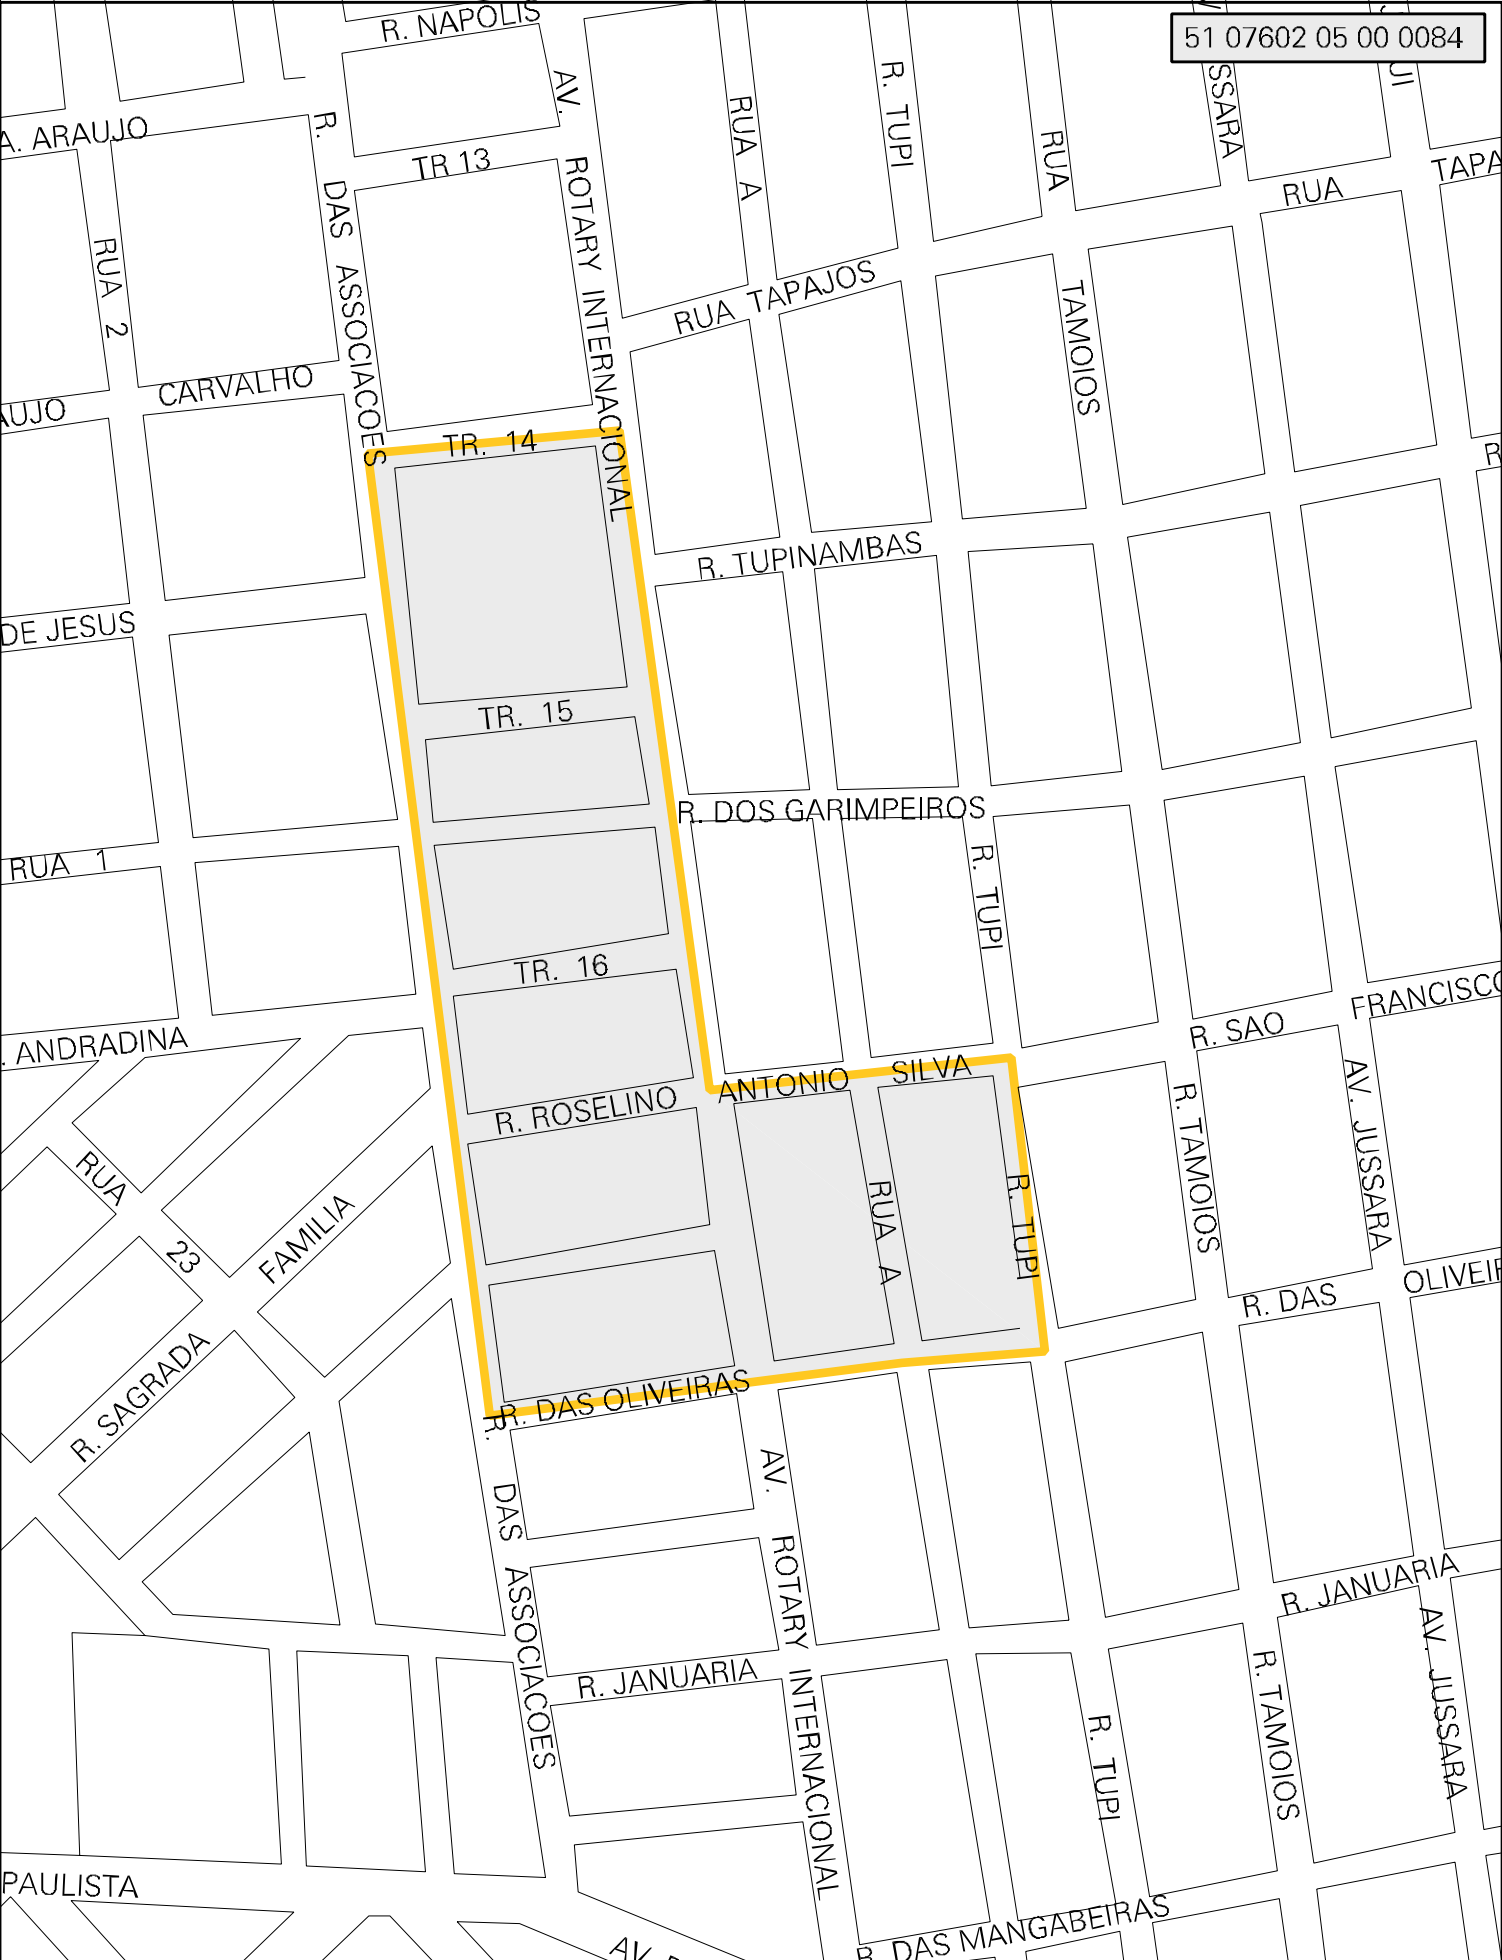 R. NAPOLIS
51 07602 05 00 0084
A. ARAUJO
R. DAS ASSOCIACOES
TR 13
AV. ROTARY INTERNACIONAL
RUA A
R. TUPI
RUA TAMOIOS
SSARA
UI
RUA TAPA
RUA 2
RUA TAPAJOS
CARVALHO
AUJO
TR. 14
R
R. TUPINAMBAS
DE JESUS
TR. 15
R. DOS GARIMPEIROS
RUA 1
R. TUPI
TR. 16
FRANCISCO
R. SAO
. ANDRADINA
ANTONIO SILVA
R. ROSELINO
AV. JUSSARA
R. TAMOIOS
RUA 23
FAMILIA
RUA A
R. TUPI
R. DAS OLIVEIR
R. SAGRADA
R. DAS OLIVEIRAS
R. DAS ASSOCIACOES
AV. ROTARY INTERNACIONAL
R. JANUARIA
AV. JUSSARA
R. TAMOIOS
R. JANUARIA
R. TUPI
PAULISTA
R. DAS MANGABEIRAS
AV.